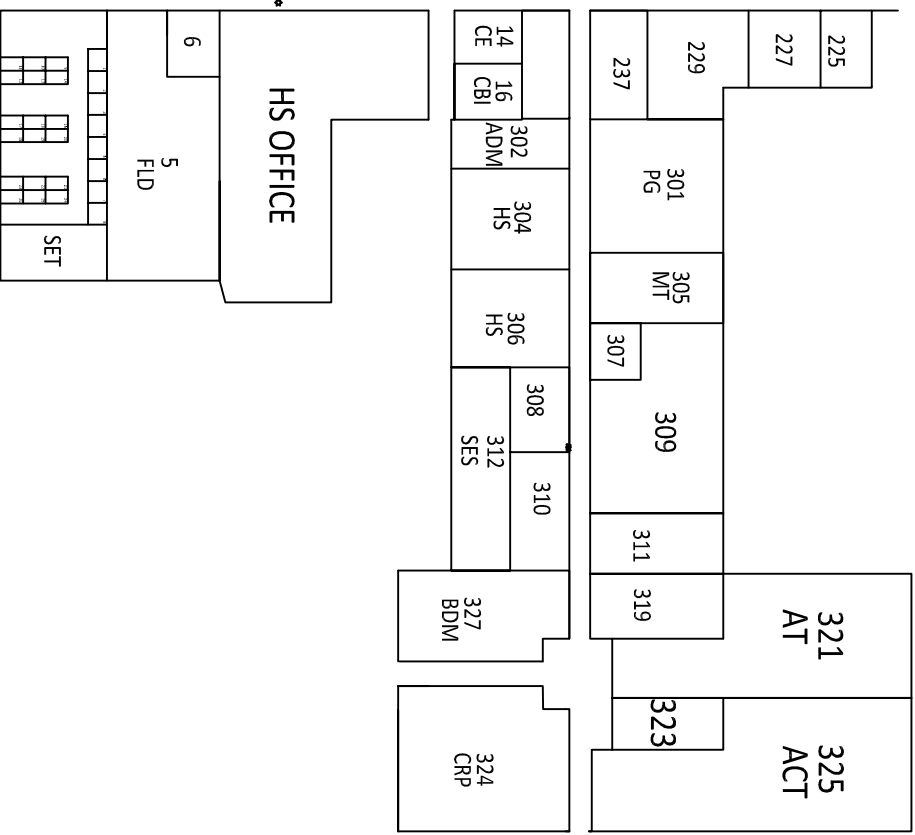 6
HS OFFICE
5
FLD
SET
14
CE
16
CBI
302
ADM
304
HS
306
HS
308
312
SES
310
327
BDM
324
CRP
237
229
227
225
301
PG
305
MT
307
309
311
319
321
AT
323
325
ACT